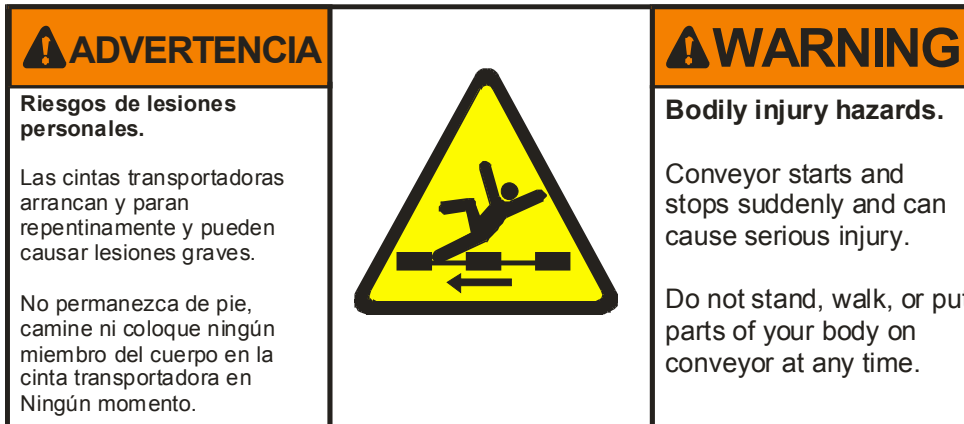 ADVERTENCIA
Riesgos de lesiones
personales.
Las cintas transportadoras
arrancan y paran
repentinamente y pueden
causar lesiones graves.
No permanezca de pie,
camine ni coloque ningún
miembro del cuerpo en la
cinta transportadora en
Ningún momento.
WARNING
Bodily injury hazards.
Conveyor starts and
stops suddenly and can
cause serious injury.
Do not stand, walk, or put
parts of your body on
conveyor at any time.